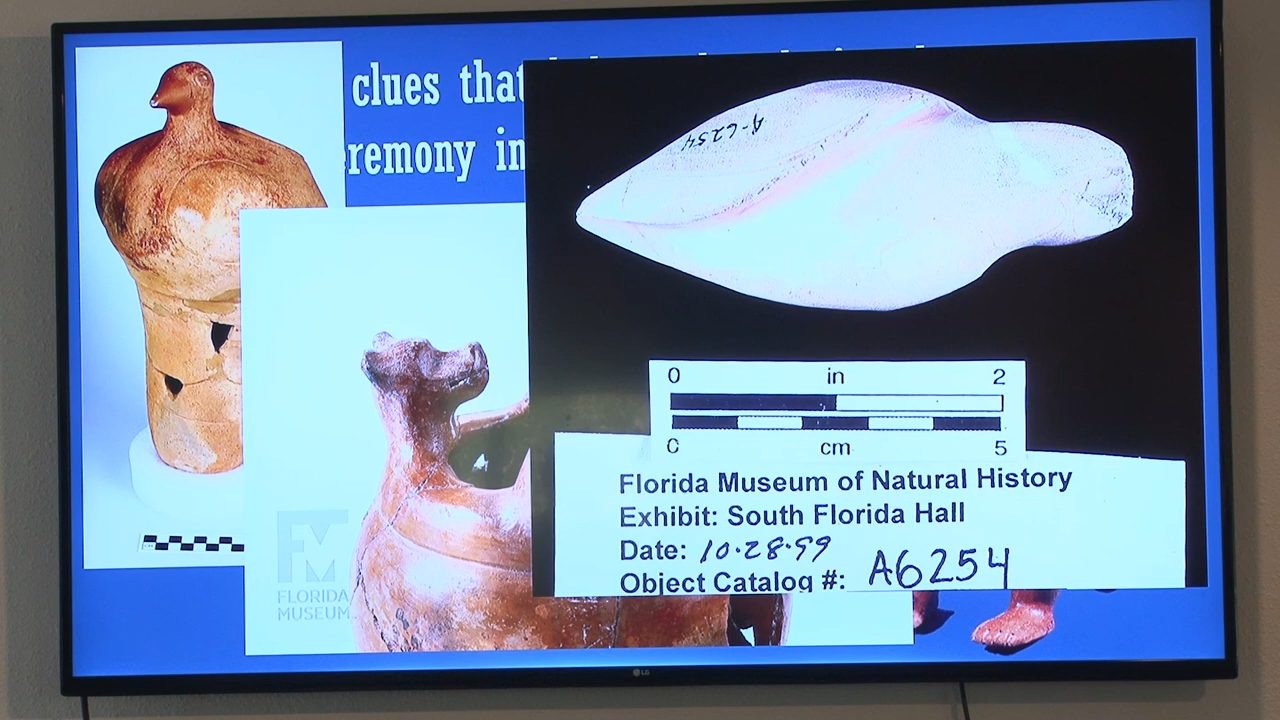 clues that
remony in
A-6254
0 in 2
0 cm 5
Florida Museum of Natural History
Exhibit: South Florida Hall
Date: 10-28-99
Object Catalog #: A6254
FM
FLORIDA
MUSEUM
LG